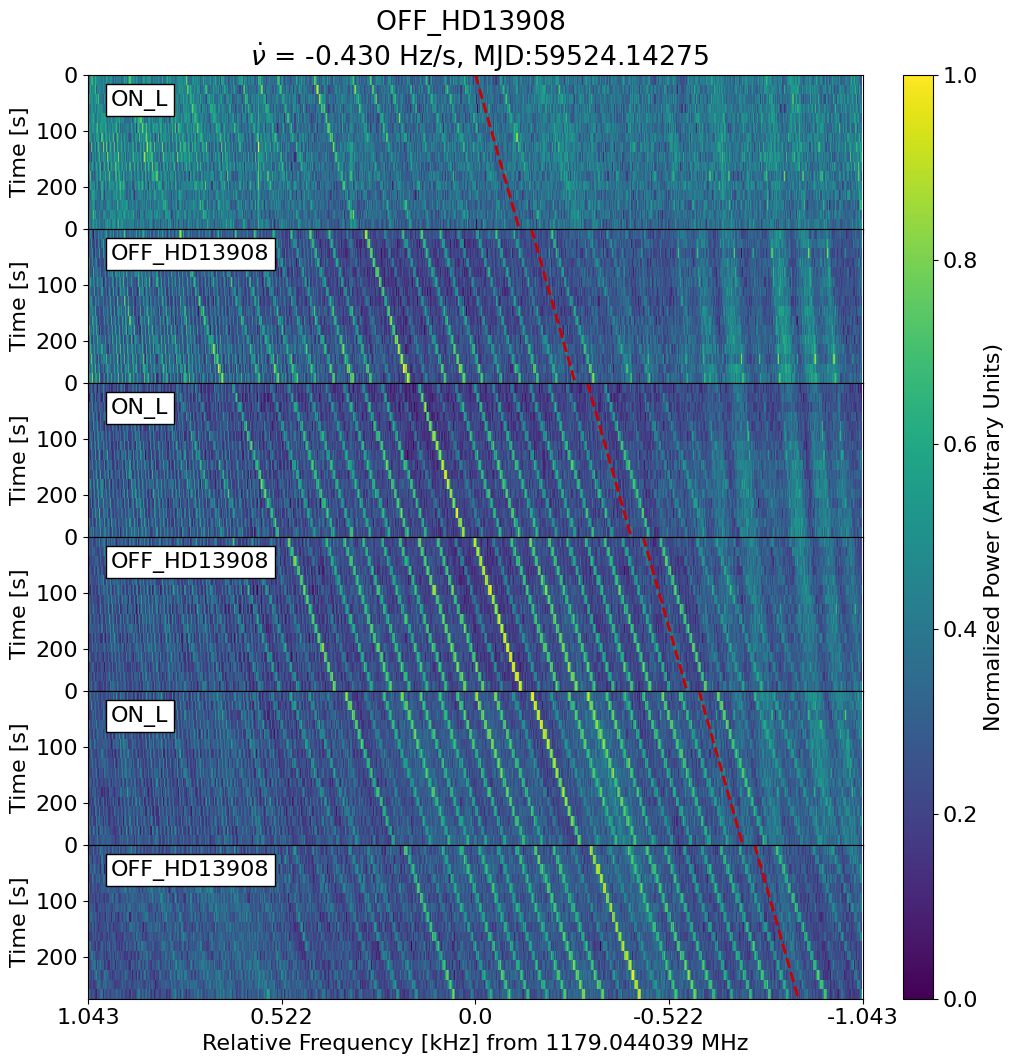 OFF_HD13908
ν̇ = -0.430 Hz/s, MJD:59524.14275
0
100
200
Time [s]
ON_L
0
100
200
Time [s]
OFF_HD13908
0
100
200
Time [s]
ON_L
0
100
200
Time [s]
OFF_HD13908
0
100
200
Time [s]
ON_L
0
100
200
Time [s]
OFF_HD13908
1.043 0.522 0.0 -0.522 -1.043
Relative Frequency [kHz] from 1179.044039 MHz
1.0
0.8
0.6
0.4
0.2
0.0
Normalized Power (Arbitrary Units)